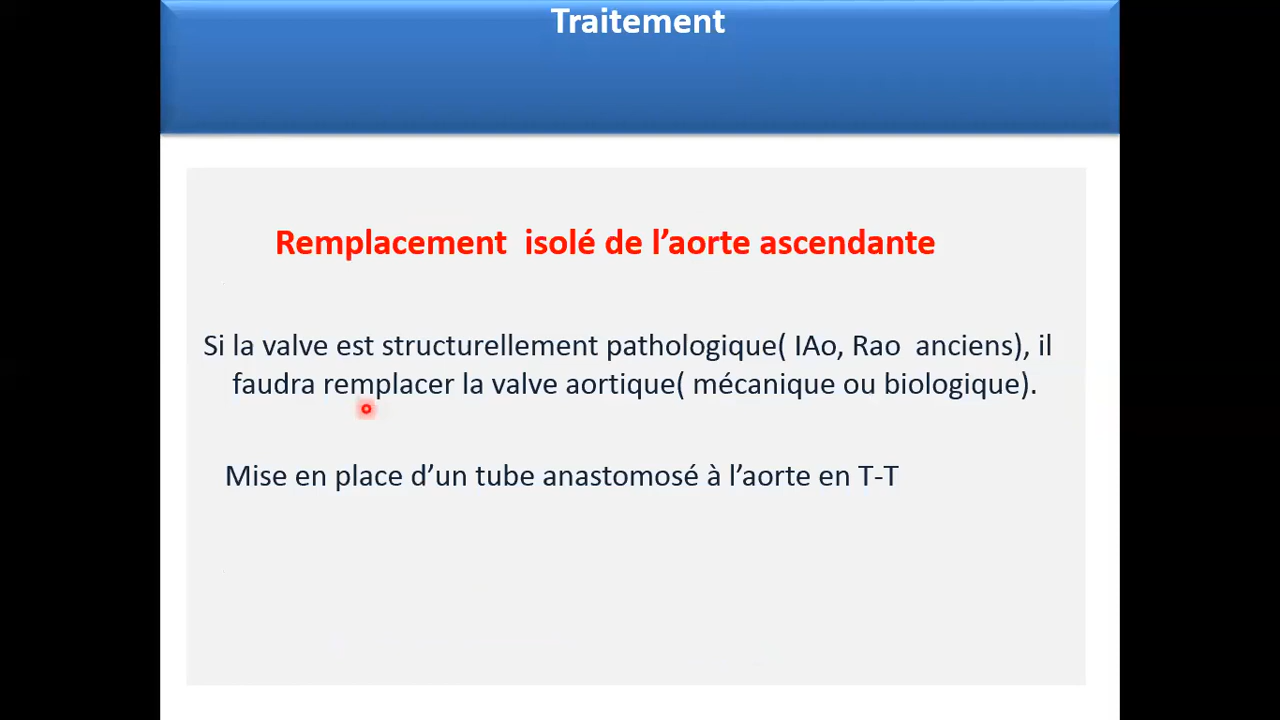 Traitement
Remplacement isolé de l’aorte ascendante
Si la valve est structurellement pathologique( IAo, Rao anciens), il
faudra remplacer la valve aortique( mécanique ou biologique).
Mise en place d’un tube anastomosé à l’aorte en T-T